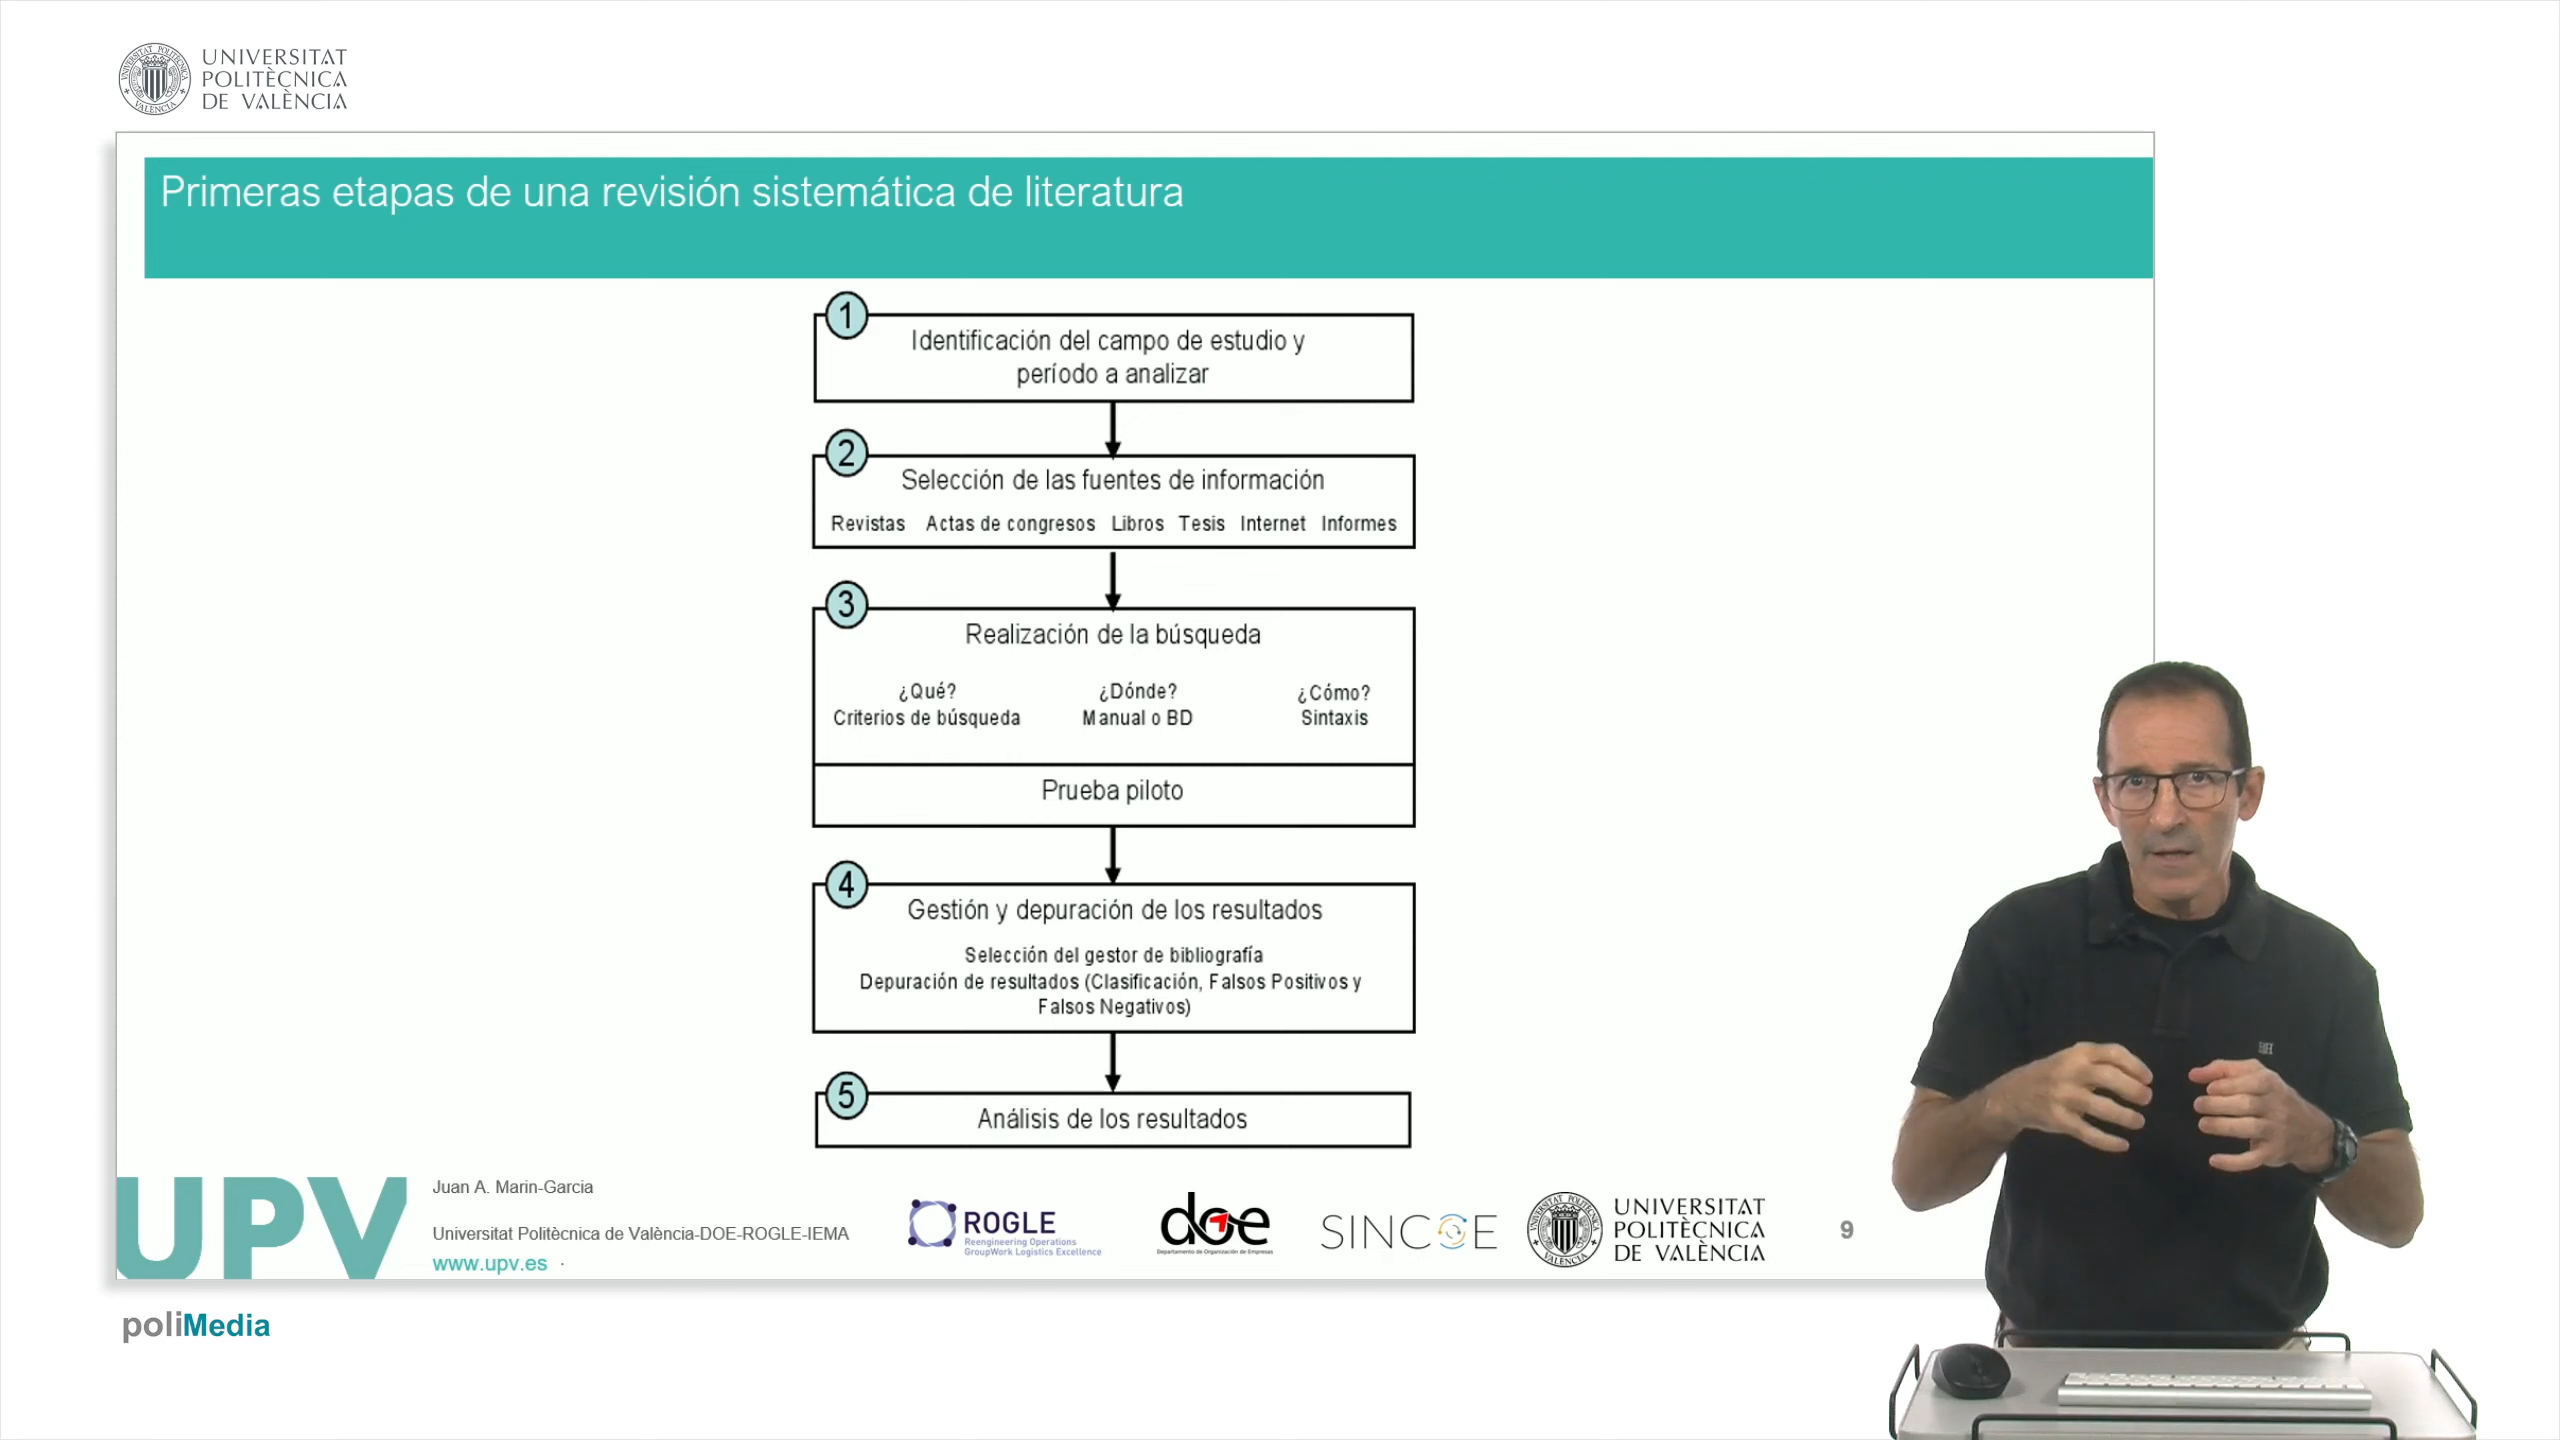 UNIVERSITAT
POLITÈCNICA
DE VALÈNCIA
Primeras etapas de una revisión sistemática de literatura
1
Identificación del campo de estudio y
período a analizar
2
Selección de las fuentes de información
Revistas Actas de congresos Libros Tesis Internet Informes
3
Realización de la búsqueda
¿Qué? ¿Dónde? ¿Cómo?
Criterios de búsqueda Manual o BD Sintaxis
Prueba piloto
4
Gestión y depuración de los resultados
Selección del gestor de bibliografía
Depuración de resultados (Clasificación, Falsos Positivos y
Falsos Negativos)
5
Análisis de los resultados
UPV
Juan A. Marin-Garcia
Universitat Politècnica de València-DOE-ROGLE-IEMA
www.upv.es ·
ROGLE
Reengineering Operations
GroupWork Logistics Excellence
doe
Departamento de Organización de Empresas
SINCOE
UNIVERSITAT
POLITÈCNICA
DE VALÈNCIA
9
poliMedia